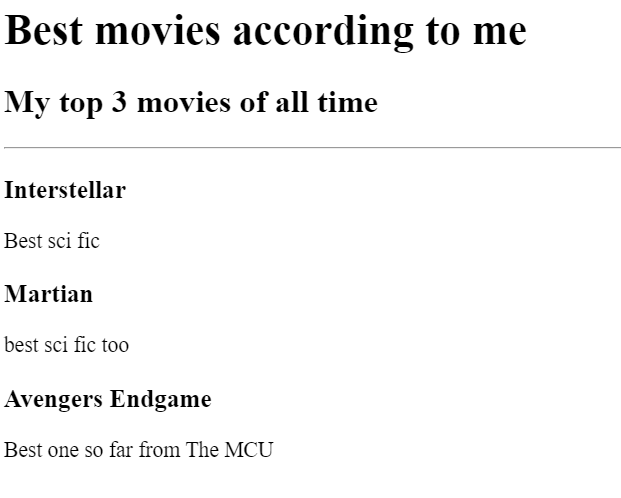 Best movies according to me
My top 3 movies of all time
Interstellar
Best sci fic
Martian
best sci fic too
Avengers Endgame
Best one so far from The MCU